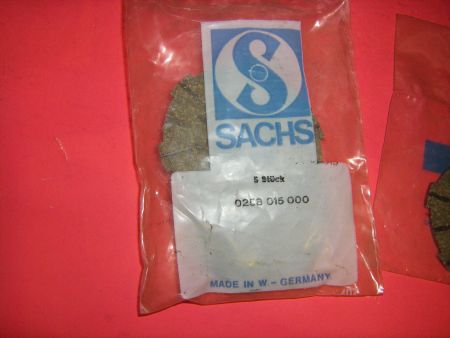 S
SACHS
5 Stück
0258 015 000
MADE IN W.-GERMANY